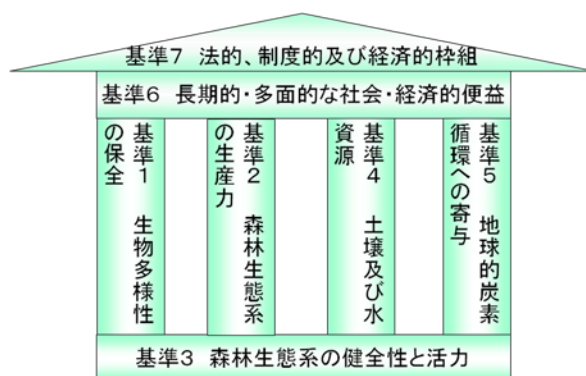 基準7 法的、制度的及び経済的枠組
基準6 長期的・多面的な社会・経済的便益
基準1 生物多様性
の保全
基準2 森林生態系
の生産力
基準4 土壌及び水
資源
基準5 地球的炭素
循環への寄与
基準3 森林生態系の健全性と活力